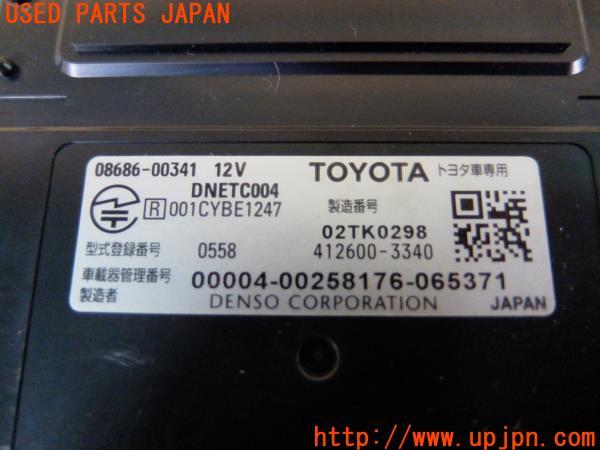 USED PARTS JAPAN
08686-00341 12V TOYOTA トヨタ車専用
DNETC004
R 001CYBE1247 製造番号
02TK0298
型式登録番号 0558 412600-3340
車載器管理番号 00004-00258176-065371
製造者 DENSO CORPORATION JAPAN
UPJ
http://www.upjpn.com